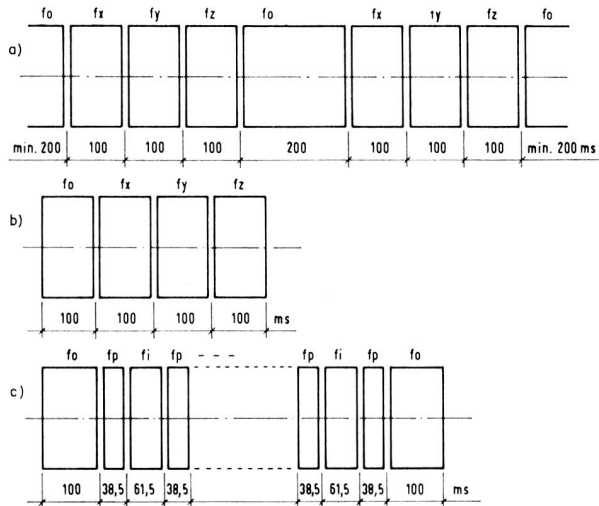 fo fx fy fz fo fx fy fz fo
a)
min. 200 100 100 100 200 100 100 100 min. 200 ms
fo fx fy fz
b)
100 100 100 100 ms
fo fp fi fp - - - fp fi fp fo
c)
100 38,5 61,5 38,5 38,5 61,5 38,5 100 ms